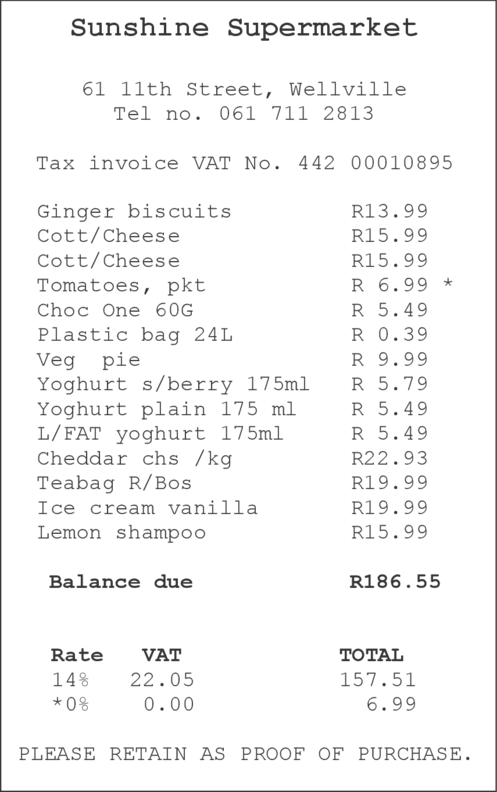 Sunshine Supermarket
61 11th Street, Wellville
Tel no. 061 711 2813
Tax invoice VAT No. 442 00010895
Ginger biscuits R13.99
Cott/Cheese R15.99
Cott/Cheese R15.99
Tomatoes, pkt R 6.99 *
Choc One 60G R 5.49
Plastic bag 24L R 0.39
Veg pie R 9.99
Yoghurt s/berry 175ml R 5.79
Yoghurt plain 175 ml R 5.49
L/FAT yoghurt 175ml R 5.49
Cheddar chs /kg R22.93
Teabag R/Bos R19.99
Ice cream vanilla R19.99
Lemon shampoo R15.99
Balance due R186.55
Rate VAT TOTAL
14% 22.05 157.51
*0% 0.00 6.99
PLEASE RETAIN AS PROOF OF PURCHASE.